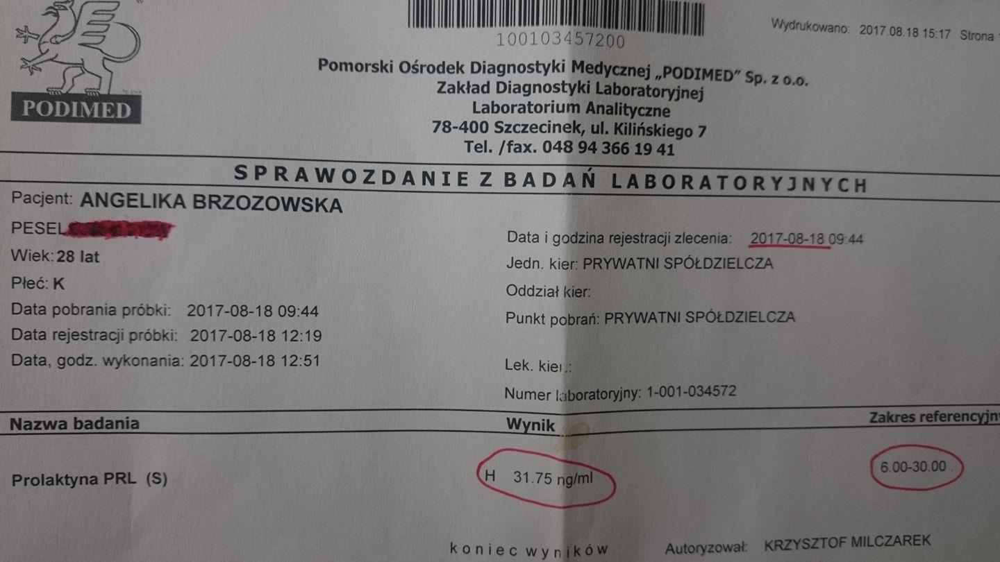 100103457200
Wydrukowano: 2017.08.18 15:17 Strona
Pomorski Ośrodek Diagnostyki Medycznej „PODIMED" Sp. z o.o.
Zakład Diagnostyki Laboratoryjnej
Laboratorium Analityczne
78-400 Szczecinek, ul. Kilińskiego 7
Tel. /fax. 048 94 366 19 41
PODIMED
SPRAWOZDANIE Z BADAŃ LABORATORYJNYCH
Pacjent: ANGELIKA BRZOZOWSKA
PESEL
Wiek: 28 lat
Płeć: K
Data pobrania próbki: 2017-08-18 09:44
Data rejestracji próbki: 2017-08-18 12:19
Data, godz. wykonania: 2017-08-18 12:51
Data i godzina rejestracji zlecenia: 2017-08-18 09:44
Jedn. kier: PRYWATNI SPÓŁDZIELCZA
Oddział kier:
Punkt pobrań: PRYWATNI SPÓŁDZIELCZA
Lek. kier.:
Numer laboratoryjny: 1-001-034572
Nazwa badania Wynik Zakres referencyjny
Prolaktyna PRL (S) H 31.75 ng/ml 6.00-30.00 .
koniec wyników Autoryzował: KRZYSZTOF MILCZAREK